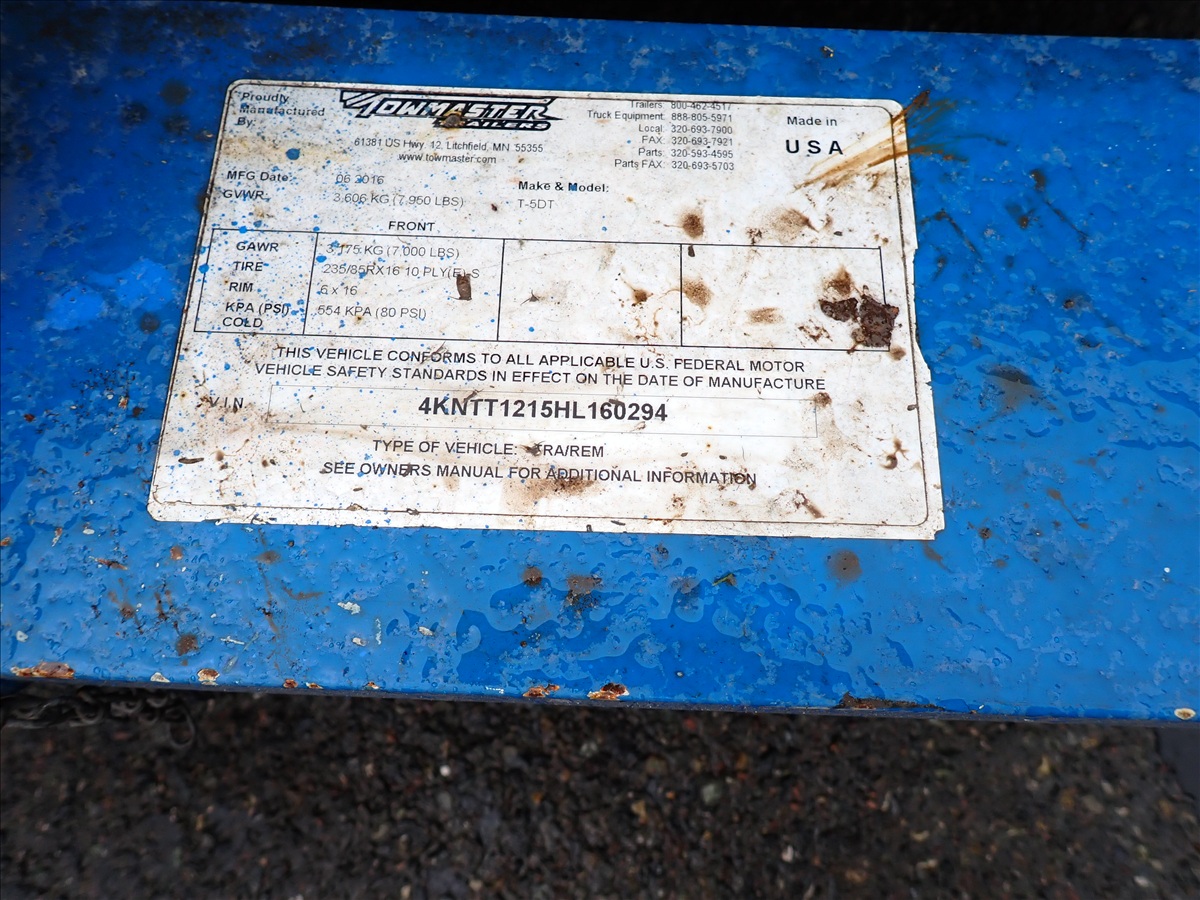 Proudly Manufactured By:
TOWMASTER TRAILERS
61381 US Hwy. 12, Litchfield, MN 55355
www.towmaster.com
Trailers: 800-462-4517
Truck Equipment: 888-805-5971
Local: 320-693-7900
FAX: 320-693-7921
Parts: 320-593-4595
Parts FAX: 320-693-5703
Made in
USA
MFG Date: 06 2016
GVWR: 3,606 KG (7,950 LBS)
Make & Model:
T-5DT
FRONT
GAWR 3,175 KG (7,000 LBS)
TIRE 235/85RX16 10 PLY(E) S
RIM 6 x 16
KPA (PSI) COLD 554 KPA (80 PSI)
THIS VEHICLE CONFORMS TO ALL APPLICABLE U.S. FEDERAL MOTOR
VEHICLE SAFETY STANDARDS IN EFFECT ON THE DATE OF MANUFACTURE
V I N 4KNTT1215HL160294
TYPE OF VEHICLE: TRA/REM
SEE OWNERS MANUAL FOR ADDITIONAL INFORMATION